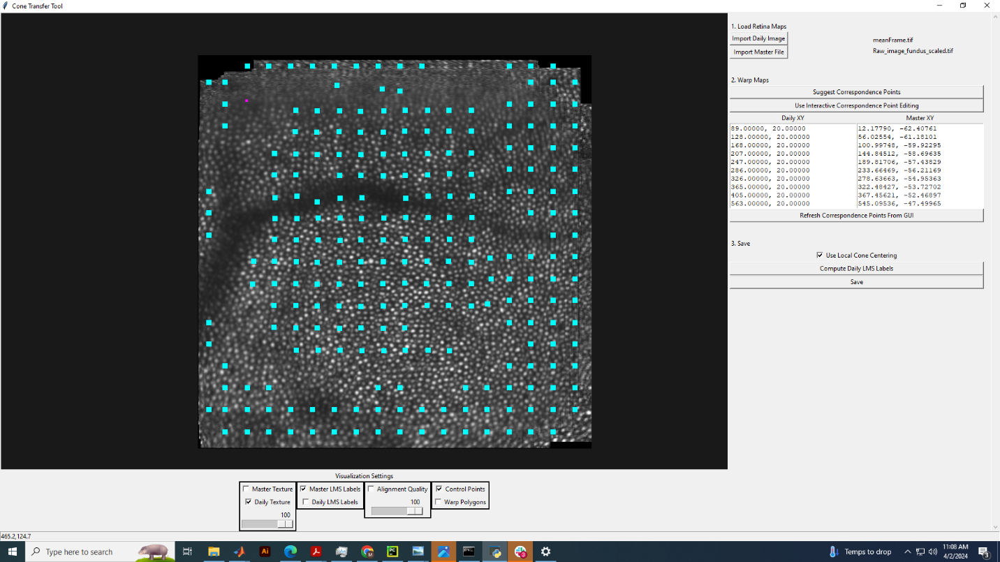 Cone Transfer Tool
1. Load Retina Maps
Import Daily Image
meanFrame.tif
Import Master File
Raw_image_fundus_scaled.tif
2. Warp Maps
Suggest Correspondence Points
Use Interactive Correspondence Point Editing
Daily XY Master XY
89.00000, 20.00000 12.17790, -62.40761
128.00000, 20.00000 56.02554, -61.18101
168.00000, 20.00000 100.99748, -59.92295
207.00000, 20.00000 144.84512, -58.69635
247.00000, 20.00000 189.81706, -57.43829
286.00000, 20.00000 233.66469, -56.21169
326.00000, 20.00000 278.63663, -54.95363
365.00000, 20.00000 322.48427, -53.72702
405.00000, 20.00000 367.45621, -52.46897
563.00000, 20.00000 545.09536, -47.49965
Refresh Correspondence Points From GUI
3. Save
Use Local Cone Centering
Compute Daily LMS Labels
Save
Visualization Settings
Master Texture Master LMS Labels Alignment Quality Control Points
Daily Texture Daily LMS Labels 100 Warp Polygons
100
465.2,124.7
Type here to search
Ai
PC
3
Temps to drop
11:08 AM
4/2/2024
3